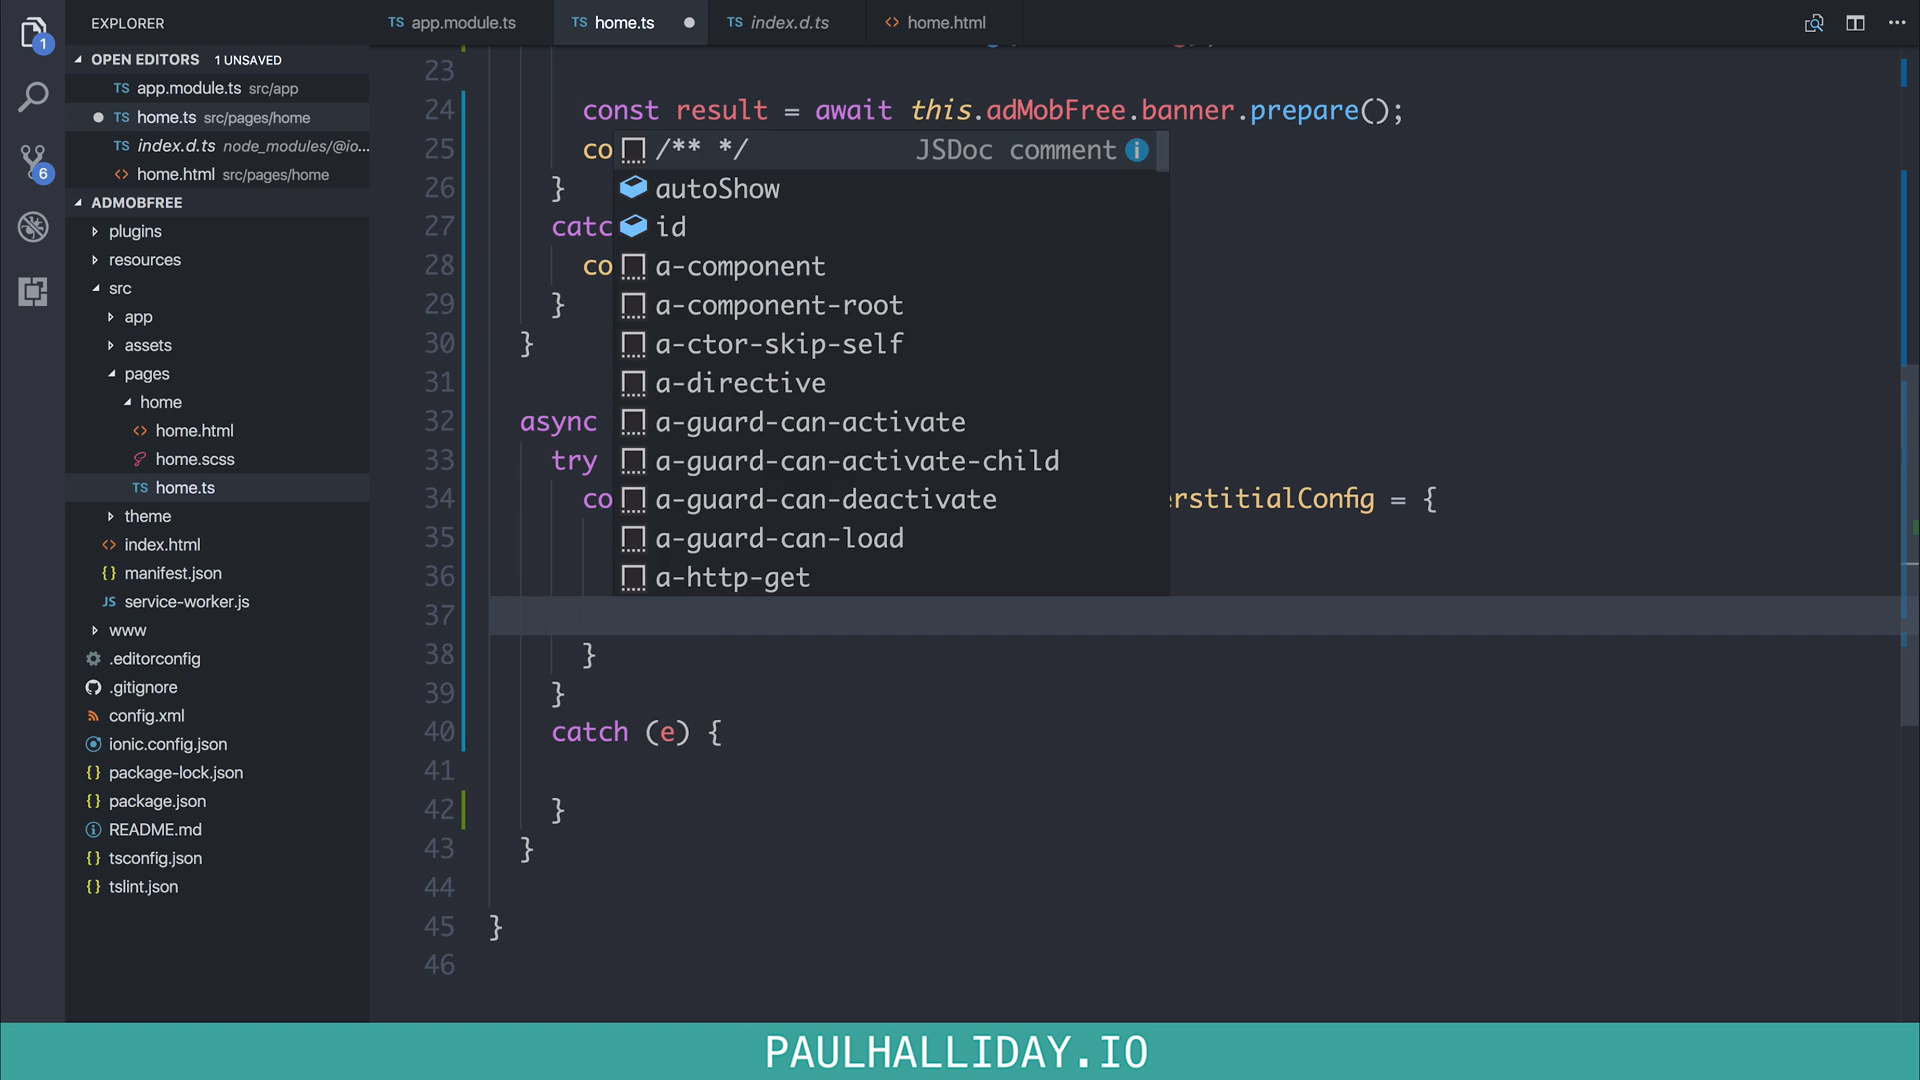 EXPLORER
TS app.module.ts
TS home.ts
TS index.d.ts
<> home.html
1
OPEN EDITORS 1 UNSAVED
TS app.module.ts src/app
TS home.ts src/pages/home
TS index.d.ts node_modules/@io...
<> home.html src/pages/home
6
ADMOBFREE
plugins
resources
src
app
assets
pages
home
<> home.html
home.scss
TS home.ts
theme
<> index.html
{} manifest.json
JS service-worker.js
www
.editorconfig
.gitignore
config.xml
ionic.config.json
{} package-lock.json
{} package.json
README.md
{} tsconfig.json
{} tslint.json
23
24 const result = await this.adMobFree.banner.prepare();
25 co
26 }
27 catc
28 co
29 }
30 }
31
32 async
33 try
34 co erstitialConfig = {
35
36
37
38 }
39 }
40 catch (e) {
41
42 }
43 }
44
45 }
46
/** */ JSDoc comment
autoShow
id
a-component
a-component-root
a-ctor-skip-self
a-directive
a-guard-can-activate
a-guard-can-activate-child
a-guard-can-deactivate
a-guard-can-load
a-http-get
PAULHALLIDAY.IO